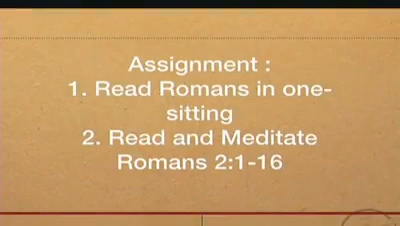 Assignment :
1. Read Romans in one-
sitting
2. Read and Meditate
Romans 2:1-16